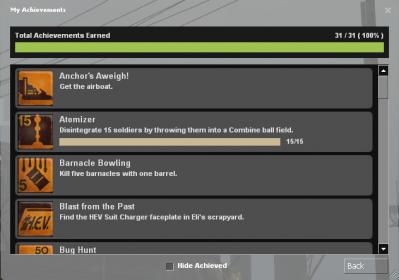 My Achievements
Total Achievements Earned 31 / 31 ( 100% )
Anchor's Aweigh!
Get the airboat.
15
Atomizer
Disintegrate 15 soldiers by throwing them into a Combine ball field.
15/15
5
Barnacle Bowling
Kill five barnacles with one barrel.
H.E.V.
Blast from the Past
Find the HEV Suit Charger faceplate in Eli's scrapyard.
50
Bug Hunt
Hide Achieved
Back